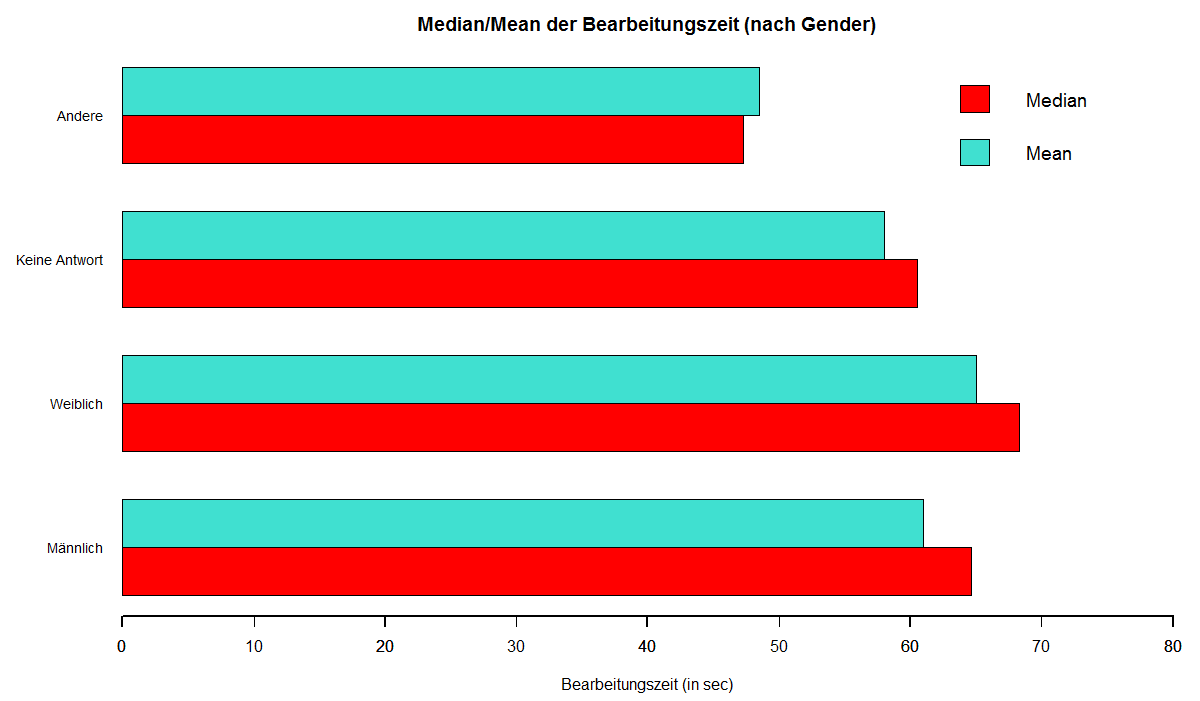 Median/Mean der Bearbeitungszeit (nach Gender)
Median
Mean
Andere
Keine Antwort
Weiblich
Männlich
0 10 20 30 40 50 60 70 80
Bearbeitungszeit (in sec)